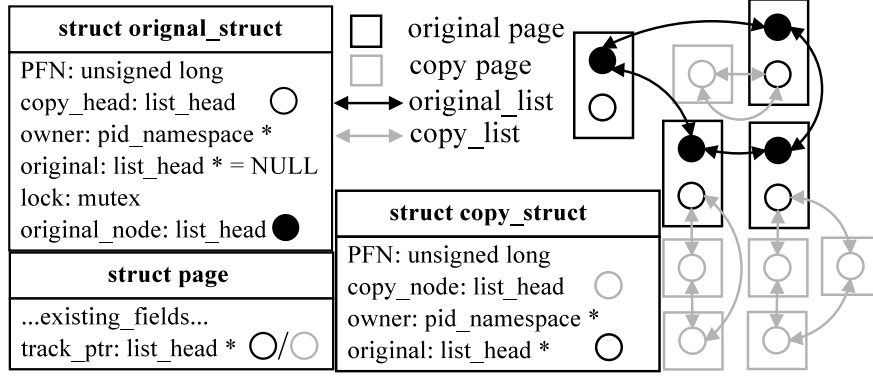 struct orignal_struct
PFN: unsigned long
copy_head: list_head
owner: pid_namespace *
original: list_head * = NULL
lock: mutex
original_node: list_head
struct page
...existing_fields...
track_ptr: list_head * /
original page
copy page
original_list
copy_list
struct copy_struct
PFN: unsigned long
copy_node: list_head
owner: pid_namespace *
original: list_head *